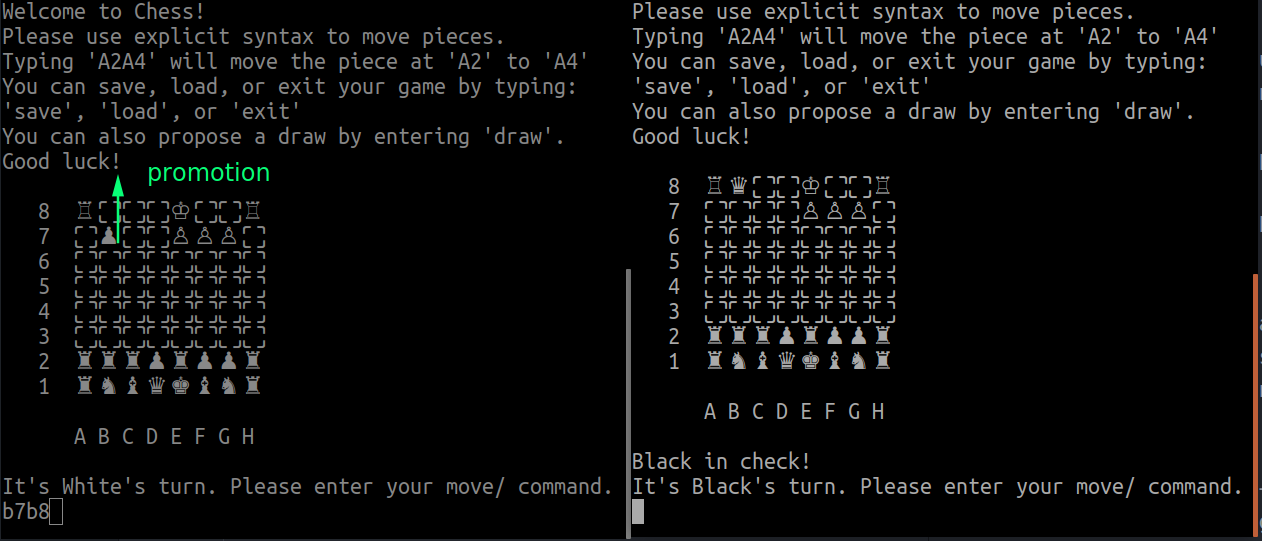 Welcome to Chess!
Please use explicit syntax to move pieces.
Typing 'A2A4' will move the piece at 'A2' to 'A4'
You can save, load, or exit your game by typing:
'save', 'load', or 'exit'
You can also propose a draw by entering 'draw'.
Good luck!
promotion
8 ♖ ♔ ♖
7 ♟ ♙ ♙ ♙
6
5
4
3
2 ♜ ♜ ♜ ♟ ♜ ♟ ♟ ♜
1 ♜ ♞ ♝ ♛ ♚ ♝ ♞ ♜
A B C D E F G H
It's White's turn. Please enter your move/ command.
b7b8
Please use explicit syntax to move pieces.
Typing 'A2A4' will move the piece at 'A2' to 'A4'
You can save, load, or exit your game by typing:
'save', 'load', or 'exit'
You can also propose a draw by entering 'draw'.
Good luck!
8 ♖ ♛ ♔ ♖
7 ♙ ♙ ♙
6
5
4
3
2 ♜ ♜ ♜ ♟ ♜ ♟ ♟ ♜
1 ♜ ♞ ♝ ♛ ♚ ♝ ♞ ♜
A B C D E F G H
Black in check!
It's Black's turn. Please enter your move/ command.